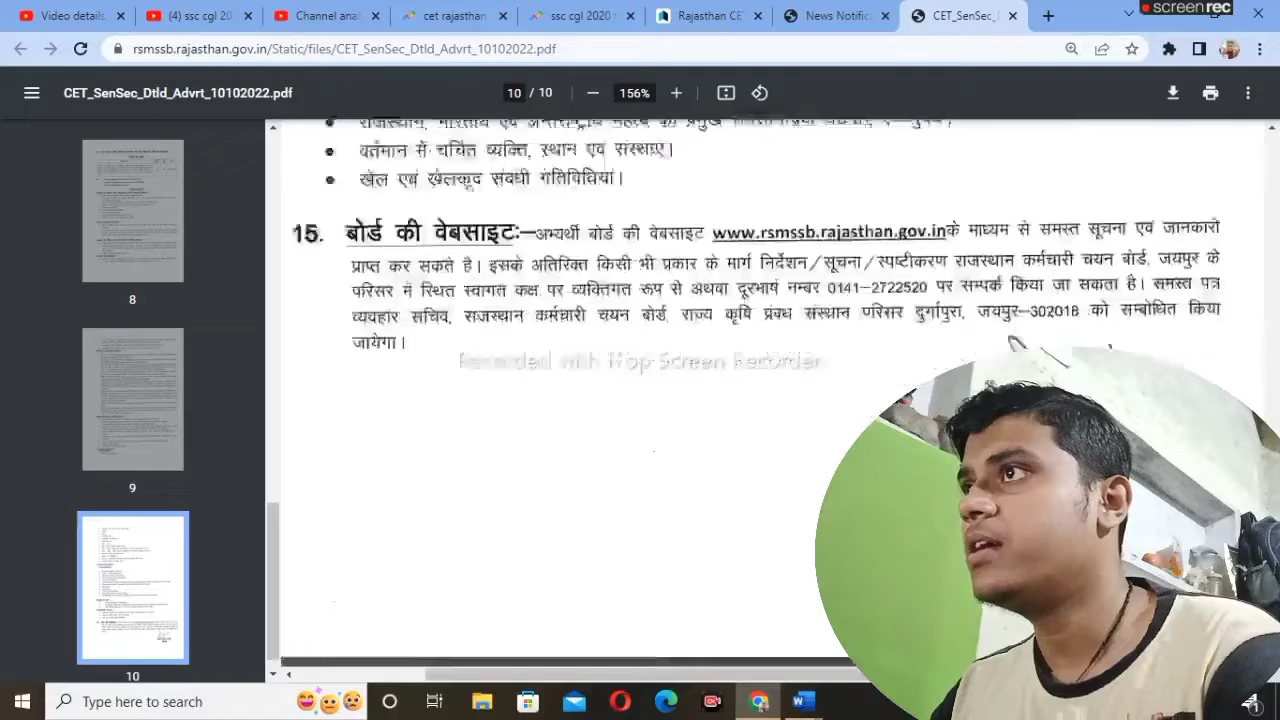 Video details
(4) ssc cgl 20
Channel anal
cet rajasthan
ssc cgl 2020
Rajasthan CE
News Notifica
CET_SenSec_
screen rec
rsmssb.rajasthan.gov.in/Static/files/CET_SenSec_Dtld_Advrt_10102022.pdf
CET_SenSec_Dtld_Advrt_10102022.pdf
10 / 10
156%
वर्तमान में चर्चित व्यक्ति, स्थान एवं संस्थाएं।
खेल एवं खेलकूद संबंधी गतिविधियां।
15. बोर्ड की वेबसाइट:–अभ्यर्थी बोर्ड की वेबसाइट www.rsmssb.rajasthan.gov.inके माध्यम से समस्त सूचना एवं जानकारी
प्राप्त कर सकते है। इसके अतिरिक्त किसी भी प्रकार के मार्ग निर्देशन/सूचना/स्पष्टीकरण राजस्थान कर्मचारी चयन बोर्ड, जयपुर के
परिसर में स्थित स्वागत कक्ष पर व्यक्तिगत रूप से अथवा दूरभाष नम्बर 0141–2722520 पर सम्पर्क किया जा सकता है। समस्त पत्र
व्यवहार सचिव, राजस्थान कर्मचारी चयन बोर्ड, राज्य कृषि प्रबंध संस्थान परिसर दुर्गापुरा, जयपुर–302018 को सम्बोधित किया
जायेगा।
8
9
10
Type here to search